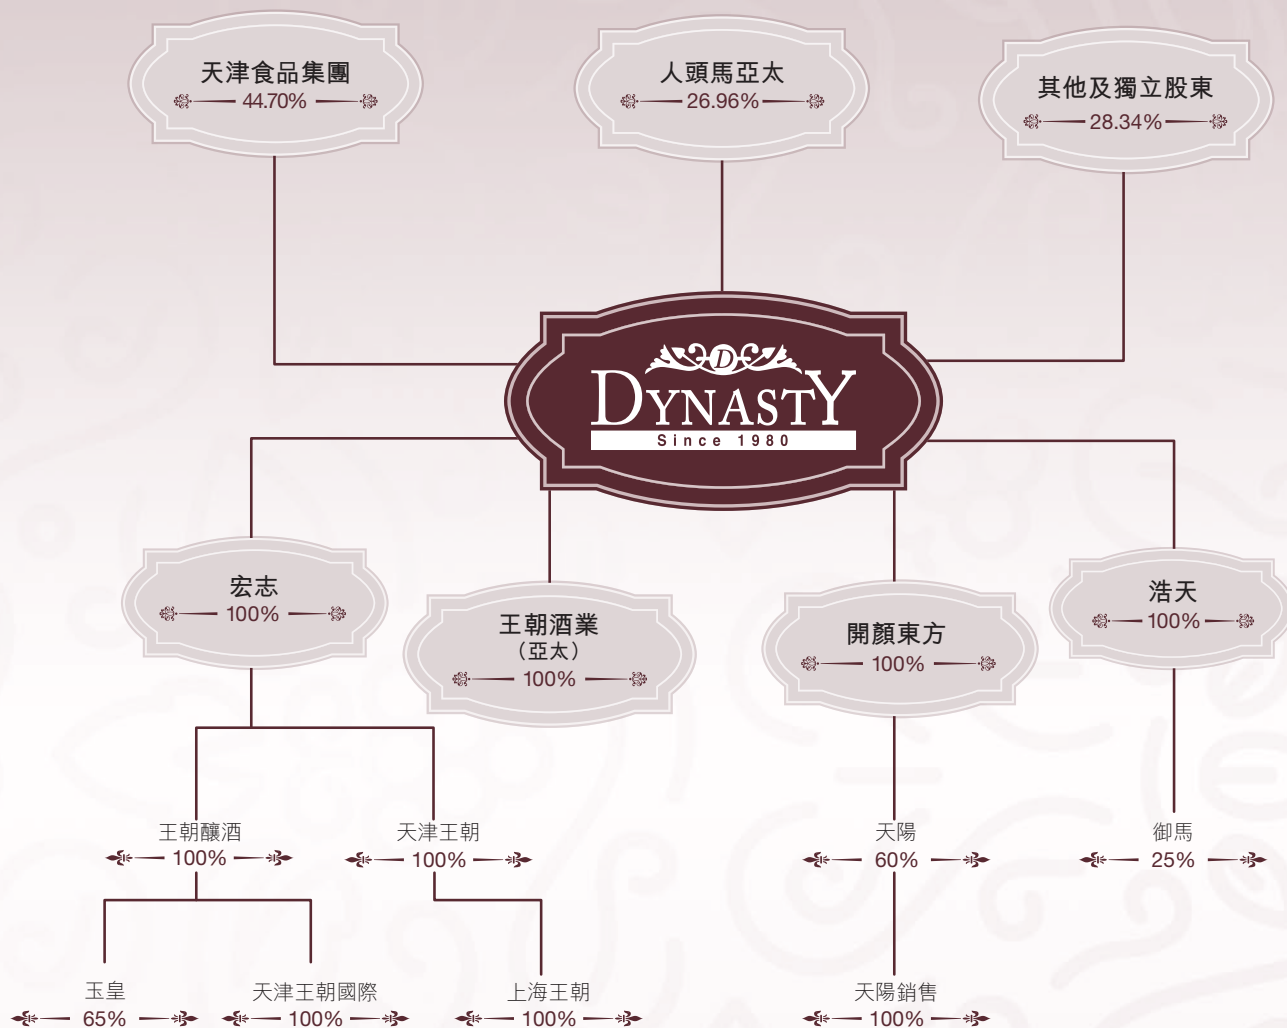 天津食品集團
44.70%
人頭馬亞太
26.96%
其他及獨立股東
28.34%
D
DYNASTY
Since 1980
宏志
100%
王朝酒業
（亞太）
100%
開顏東方
100%
浩天
100%
王朝釀酒
100%
天津王朝
100%
天陽
60%
御馬
25%
玉皇
65%
天津王朝國際
100%
上海王朝
100%
天陽銷售
100%